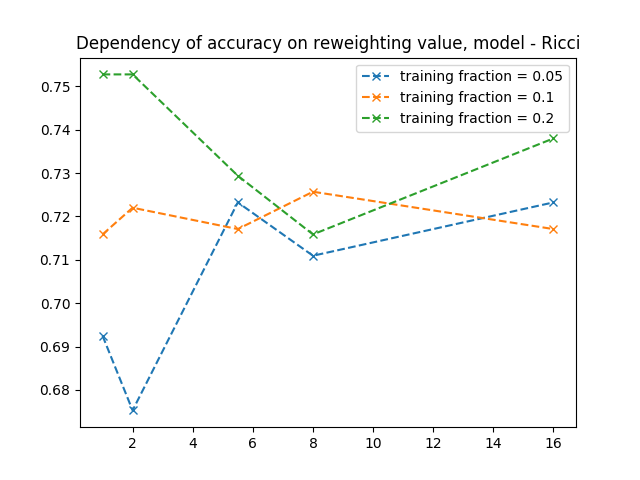 Dependency of accuracy on reweighting value, model - Ricci
training fraction = 0.05
training fraction = 0.1
training fraction = 0.2
0.75
0.74
0.73
0.72
0.71
0.70
0.69
0.68
2 4 6 8 10 12 14 16